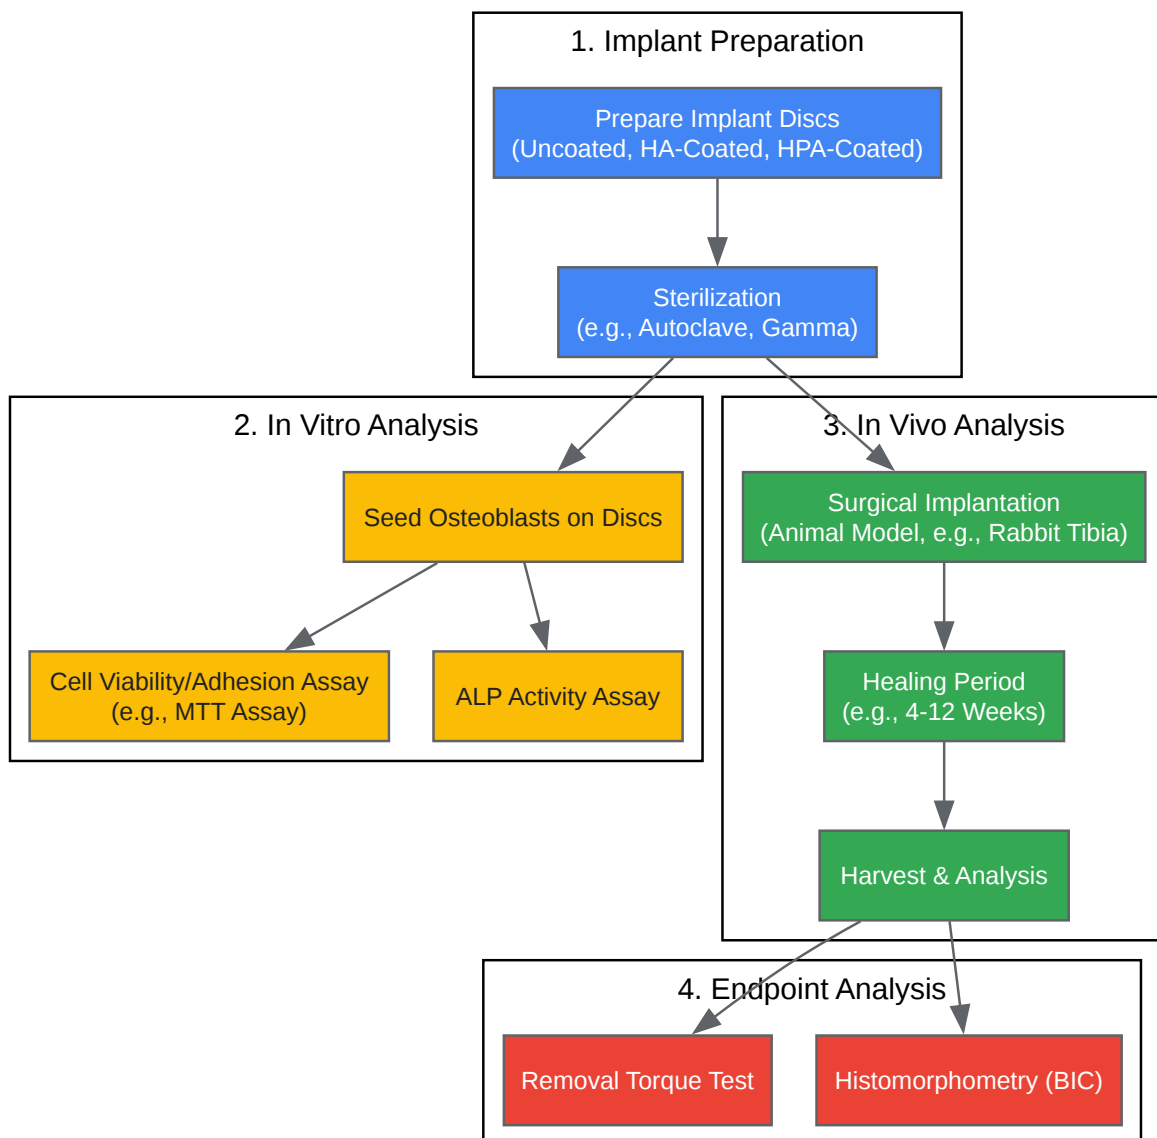 1. Implant Preparation
Prepare Implant Discs
(Uncoated, HA-Coated, HPA-Coated)
Sterilization
(e.g., Autoclave, Gamma)
2. In Vitro Analysis
Seed Osteoblasts on Discs
Cell Viability/Adhesion Assay
(e.g., MTT Assay)
ALP Activity Assay
3. In Vivo Analysis
Surgical Implantation
(Animal Model, e.g., Rabbit Tibia)
Healing Period
(e.g., 4-12 Weeks)
Harvest & Analysis
4. Endpoint Analysis
Removal Torque Test
Histomorphometry (BIC)